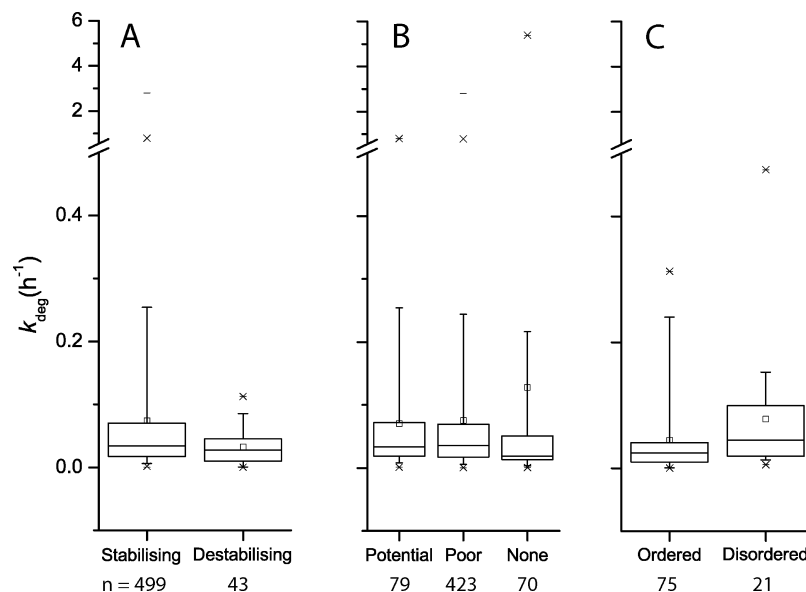 A B C
6
4
2
0.4
0.2
0.0
k deg (h⁻¹)
Stabilising Destabilising Potential Poor None Ordered Disordered
n = 499 43 79 423 70 75 21